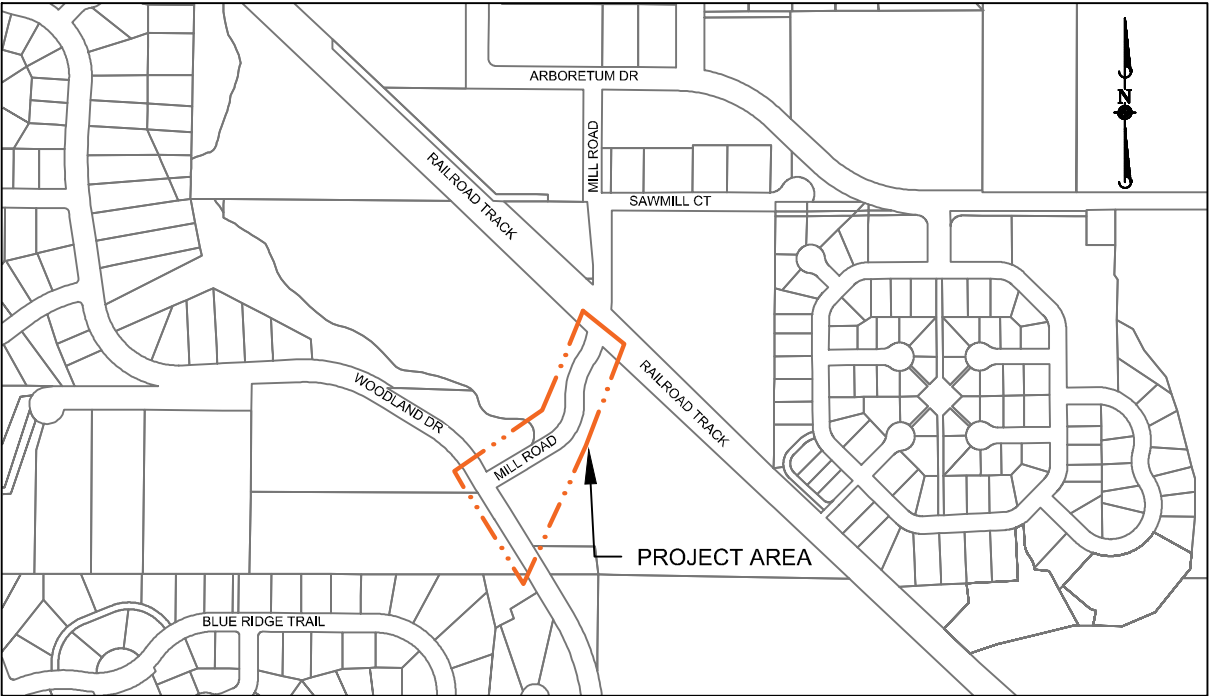 ARBORETUM DR
N
MILL ROAD
RAILROAD TRACK
SAWMILL CT
RAILROAD TRACK
WOODLAND DR
MILL ROAD
PROJECT AREA
BLUE RIDGE TRAIL